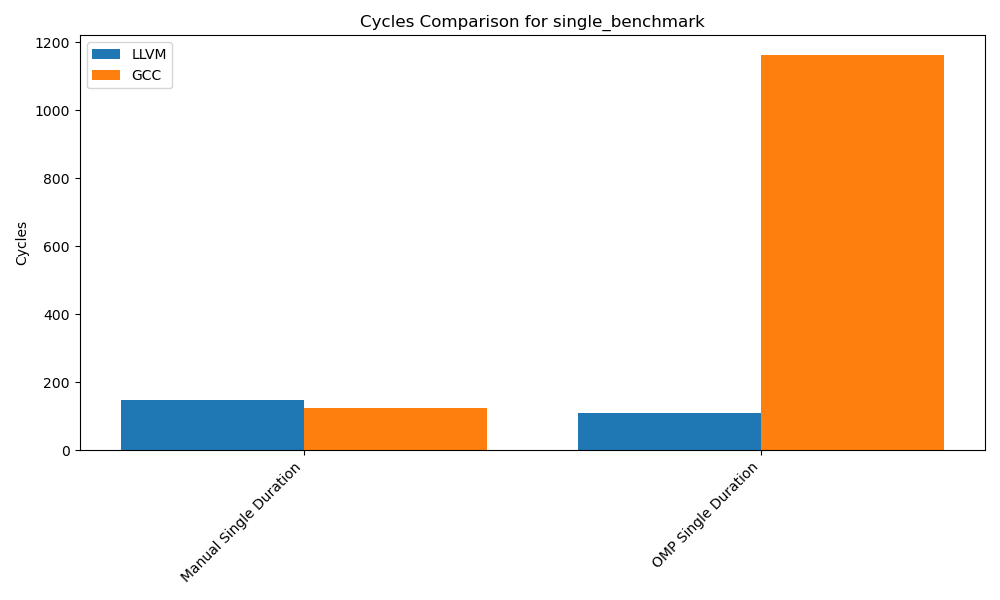 Cycles Comparison for single_benchmark
LLVM
GCC
Cycles
1200
1000
800
600
400
200
0
Manual Single Duration
OMP Single Duration